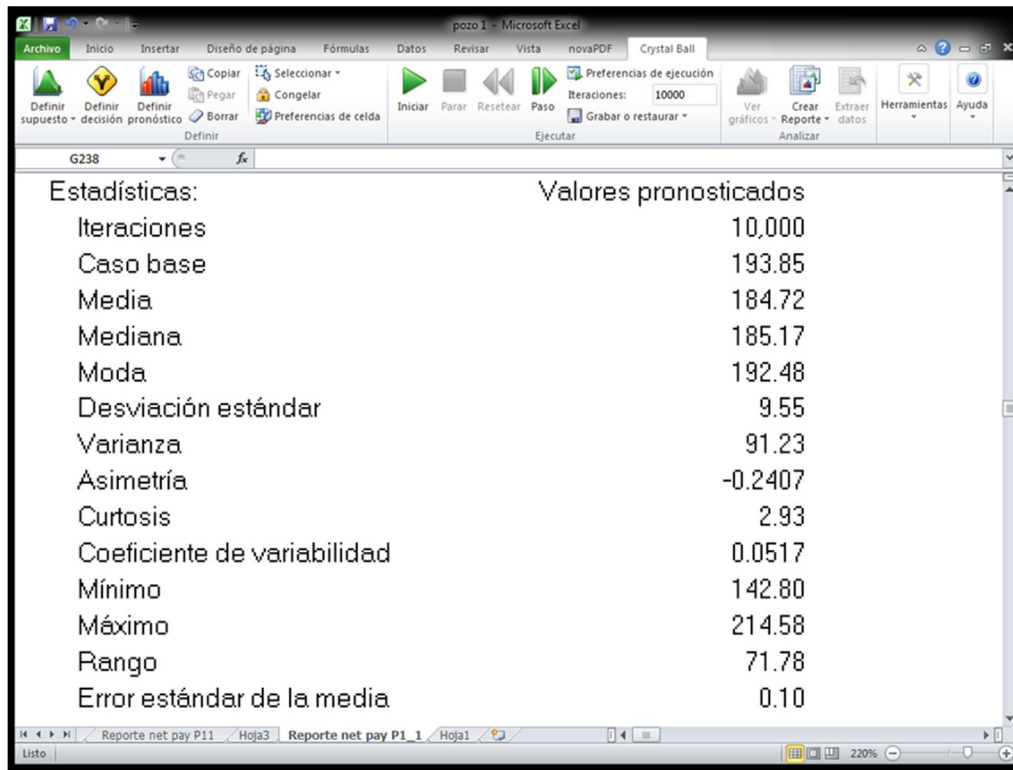 pozo 1 - Microsoft Excel
Archivo Inicio Insertar Diseño de página Fórmulas Datos Revisar Vista novaPDF Crystal Ball
Definir supuesto Definir decisión Definir pronóstico
Copiar Seleccionar
Pegar Congelar
Borrar Preferencias de celda
Definir
Iniciar Parar Resetear Paso
Preferencias de ejecución
Iteraciones: 10000
Grabar o restaurar
Ejecutar
Ver gráficos Crear Reporte Extraer datos
Analizar
Herramientas Ayuda
G238 fx
Estadísticas: Valores pronosticados
Iteraciones 10,000
Caso base 193.85
Media 184.72
Mediana 185.17
Moda 192.48
Desviación estándar 9.55
Varianza 91.23
Asimetría -0.2407
Curtosis 2.93
Coeficiente de variabilidad 0.0517
Mínimo 142.80
Máximo 214.58
Rango 71.78
Error estándar de la media 0.10
Reporte net pay P11 Hoja3 Reporte net pay P1_1 Hoja1
Listo 220%